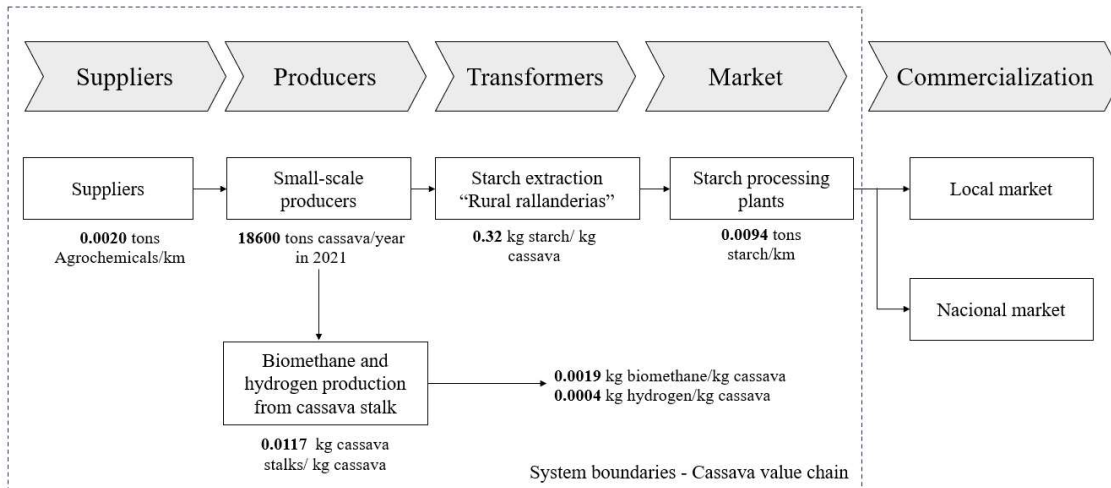 Suppliers
Producers
Transformers
Market
Commercialization
Suppliers
0.0020 tons
Agrochemicals/km
Small-scale
producers
18600 tons cassava/year
in 2021
Starch extraction
“Rural rallanderias”
0.32 kg starch/ kg
cassava
Starch processing
plants
0.0094 tons
starch/km
Local market
Nacional market
Biomethane and
hydrogen production
from cassava stalk
0.0117 kg cassava
stalks/ kg cassava
0.0019 kg biomethane/kg cassava
0.0004 kg hydrogen/kg cassava
System boundaries - Cassava value chain